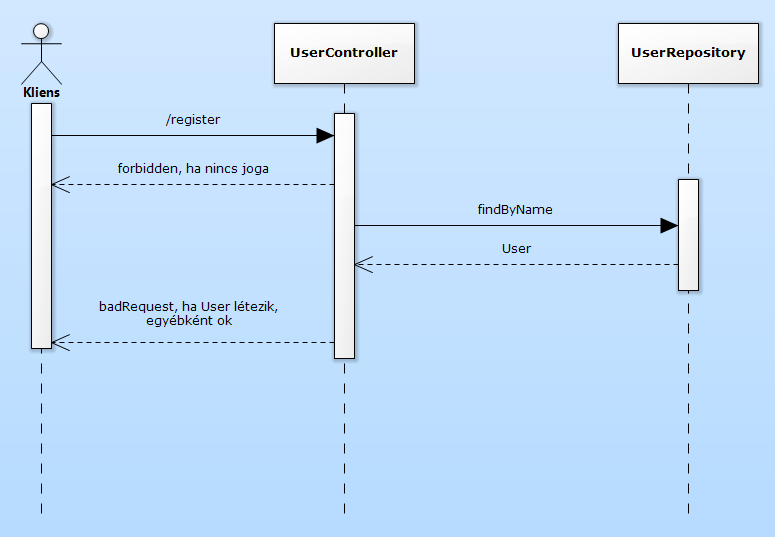 Kliens
UserController
UserRepository
/register
forbidden, ha nincs joga
findByName
User
badRequest, ha User létezik,
egyébként ok